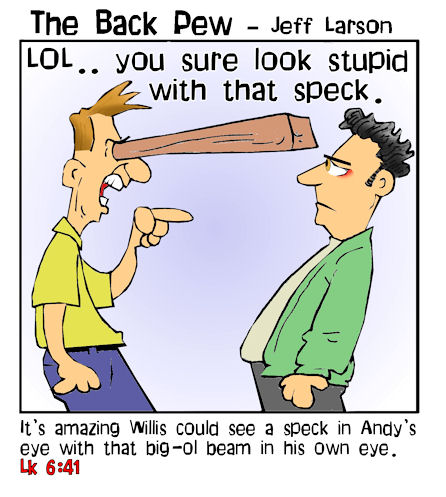 The Back Pew – Jeff Larson
LOL.. you sure look stupid
with that speck.
It's amazing Willis could see a speck in Andy's
eye with that big-ol beam in his own eye.
Lk 6:41